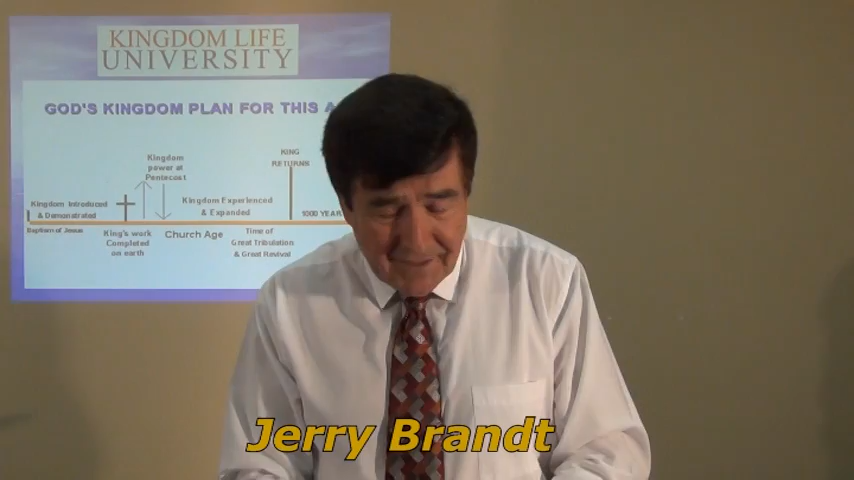 KINGDOM LIFE
UNIVERSITY
GOD'S KINGDOM PLAN FOR THIS
Kingdom
power at
Pentecost
KING
RETURNS
Kingdom Introduced
& Demonstrated
Kingdom Experienced
& Expanded
1000 YEAR
Baptism of Jesus
King's work
Completed
on earth
Church Age
Time of
Great Tribulation
& Great Revival
Jerry Brandt